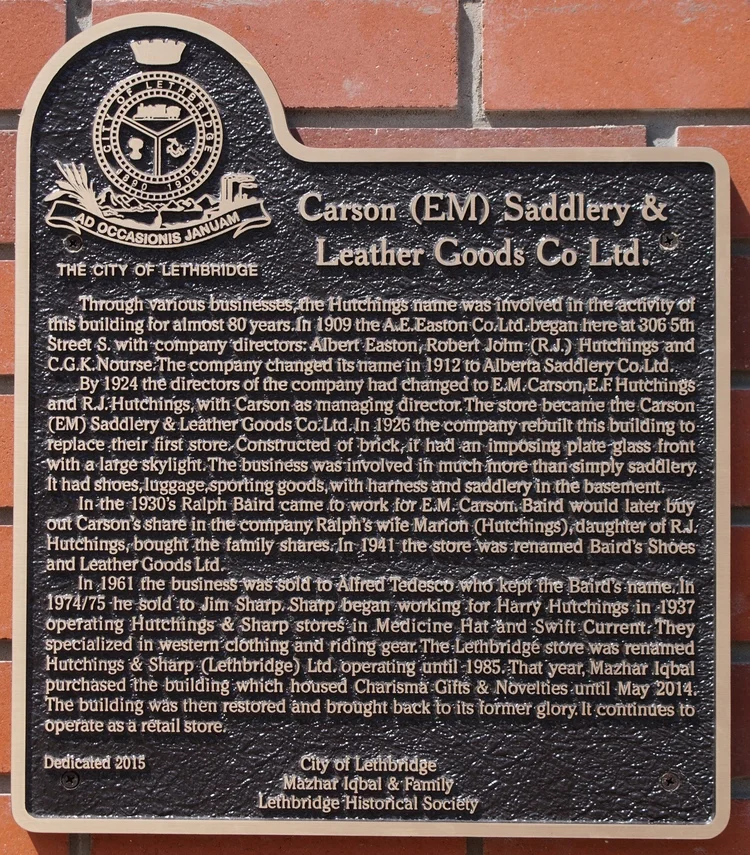 CITY OF LETHBRIDGE
1890 1906
AD OCCASIONIS JANUAM
THE CITY OF LETHBRIDGE
Carson (EM) Saddlery &
Leather Goods Co Ltd.
Through various businesses, the Hutchings name was involved in the activity of
this building for almost 80 years. In 1909 the A.E. Easton Co. Ltd. began here at 306 5th
Street S. with company directors: Albert Easton, Robert John (R.J.) Hutchings and
C.G.K. Nourse. The company changed its name in 1912 to Alberta Saddlery Co. Ltd.
By 1924 the directors of the company had changed to E.M. Carson, E.F. Hutchings
and R.J. Hutchings, with Carson as managing director. The store became the Carson
(EM) Saddlery & Leather Goods Co. Ltd. In 1926 the company rebuilt this building to
replace their first store. Constructed of brick, it had an imposing plate glass front
with a large skylight. The business was involved in much more than simply saddlery.
It had shoes, luggage, sporting goods, with harness and saddlery in the basement.
In the 1930's Ralph Baird came to work for E.M. Carson. Baird would later buy
out Carson's share in the company. Ralph's wife Marion (Hutchings), daughter of R.J.
Hutchings, bought the family shares. In 1941 the store was renamed Baird's Shoes
and Leather Goods Ltd.
In 1961 the business was sold to Alfred Tedesco who kept the Baird's name. In
1974/75 he sold to Jim Sharp. Sharp began working for Harry Hutchings in 1937
operating Hutchings & Sharp stores in Medicine Hat and Swift Current. They
specialized in western clothing and riding gear. The Lethbridge store was renamed
Hutchings & Sharp (Lethbridge) Ltd. operating until 1985. That year, Mazhar Iqbal
purchased the building which housed Charisma Gifts & Novelties until May 2014.
The building was then restored and brought back to its former glory. It continues to
operate as a retail store.
Dedicated 2015
City of Lethbridge
Mazhar Iqbal & Family
Lethbridge Historical Society